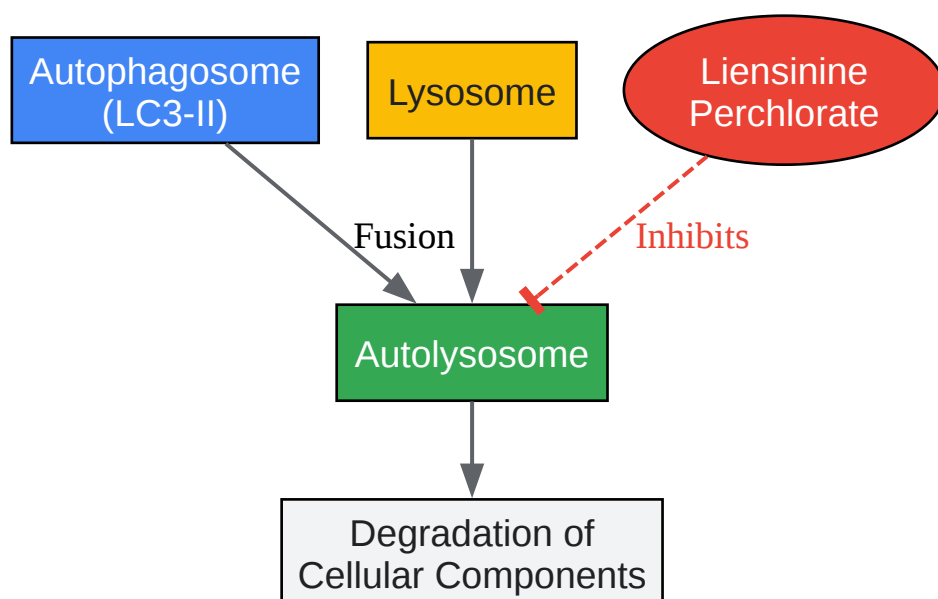 Autophagosome
(LC3-II)
Lysosome
Liensinine
Perchlorate
Fusion
Inhibits
Autolysosome
Degradation of
Cellular Components